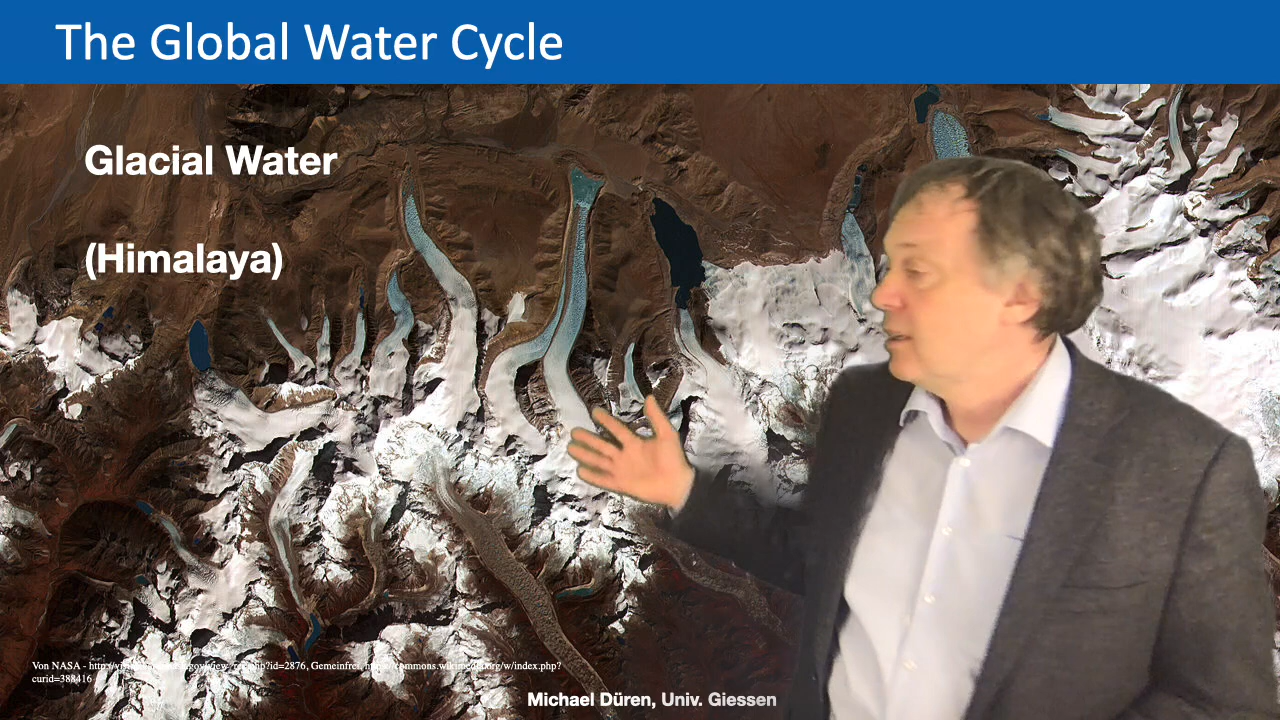 The Global Water Cycle
Glacial Water
(Himalaya)
Von NASA - Gemeinfrei,
curid=388416
Michael Düren, Univ. Giessen